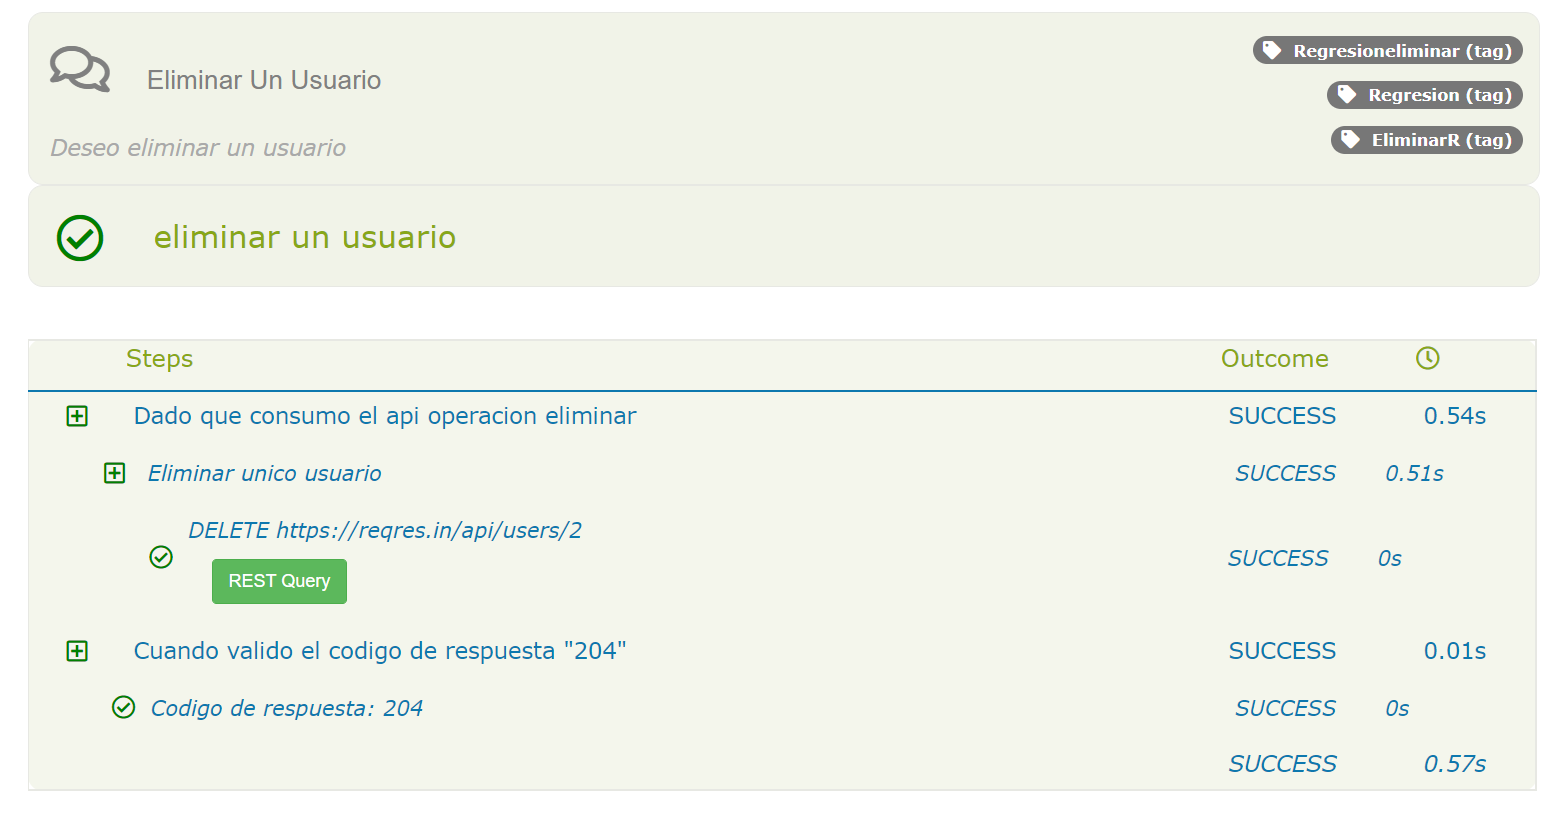 Eliminar Un Usuario
Regresioneliminar (tag)
Regresion (tag)
EliminarR (tag)
Deseo eliminar un usuario
eliminar un usuario
Steps Outcome
Dado que consumo el api operacion eliminar SUCCESS 0.54s
Eliminar unico usuario SUCCESS 0.51s
DELETE https://reqres.in/api/users/2
REST Query
SUCCESS 0s
Cuando valido el codigo de respuesta "204" SUCCESS 0.01s
Codigo de respuesta: 204 SUCCESS 0s
SUCCESS 0.57s